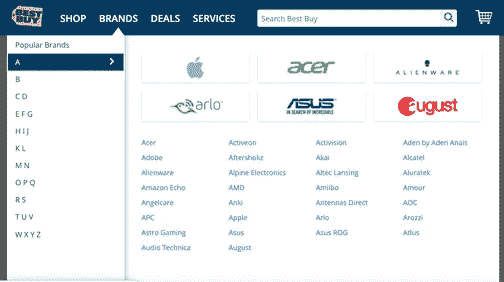 BEST BUY
SHOP BRANDS DEALS SERVICES Search Best Buy
Popular Brands
A
B
C D
E F G
H I J
K L
M N
O P Q
R S
T U V
W X Y Z
acer ALIENWARE
arlo ASUS august
IN SEARCH OF INCREDIBLE
Acer Activeon Activision Aden by Aden Anais
Adobe Aftershokz Akai Alcatel
Alienware Alpine Electronics Altec Lansing Aluratek
Amazon Echo AMD Amiibo Amour
Angelcare Anki Antennas Direct AOC
APC Apple Arlo Arozzi
Astro Gaming Asus Asus ROG Atlus
Audio Technica August